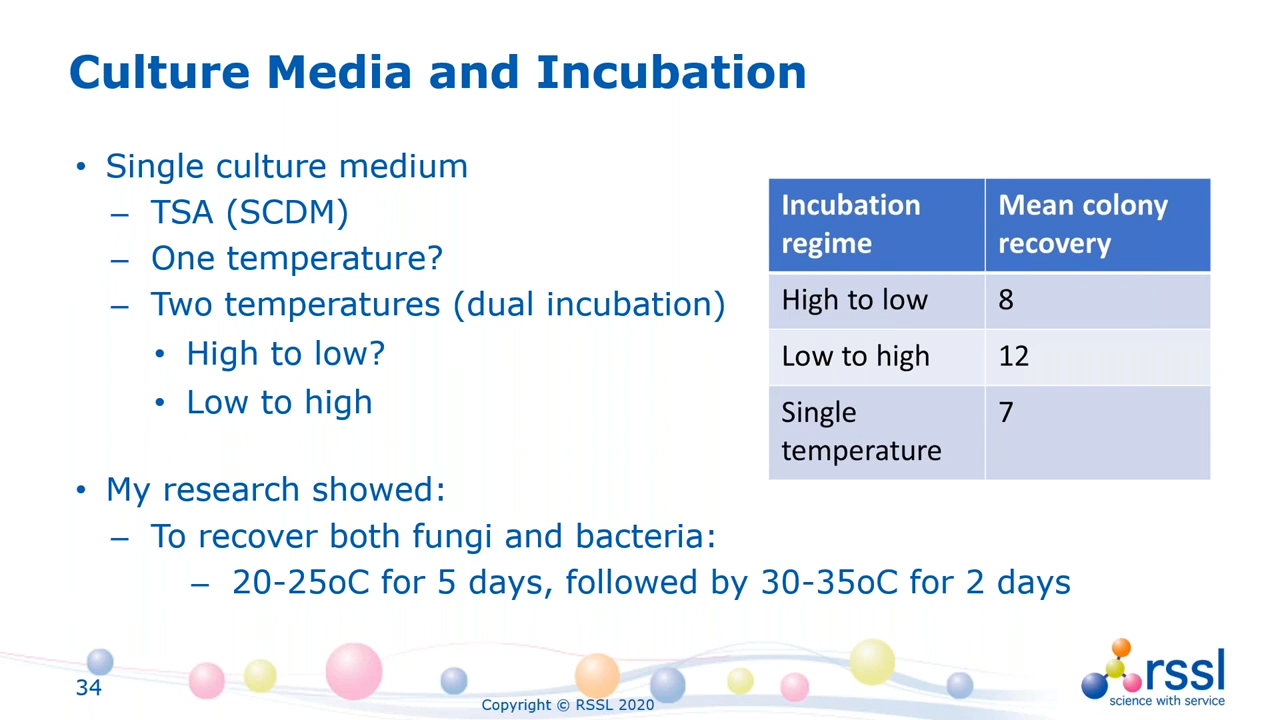 Culture Media and Incubation
• Single culture medium
– TSA (SCDM)
– One temperature?
– Two temperatures (dual incubation)
• High to low?
• Low to high
• My research showed:
– To recover both fungi and bacteria:
– 20-25oC for 5 days, followed by 30-35oC for 2 days
Incubation regime
Mean colony recovery
High to low
8
Low to high
12
Single temperature
7
34
Copyright © RSSL 2020
rssl
science with service